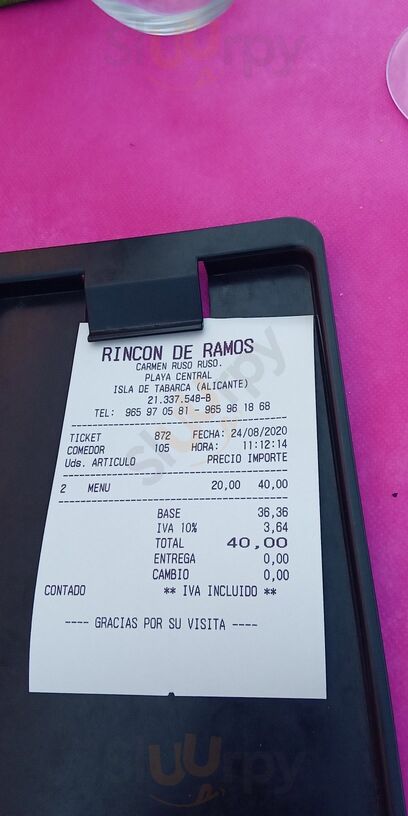 Sluurpy
RINCON DE RAMOS
CARMEN RUSO RUSO.
PLAYA CENTRAL
ISLA DE TABARCA (ALICANTE)
21.337.548-B
TEL: 965 97 05 81 - 965 96 18 68
TICKET 872 FECHA: 24/08/2020
COMEDOR 105 HORA: 11:12:14
Uds. ARTICULO PRECIO IMPORTE
2 MENU 20,00 40,00
BASE 36,36
IVA 10% 3,64
TOTAL 40,00
ENTREGA 0,00
CAMBIO 0,00
CONTADO ** IVA INCLUIDO **
---- GRACIAS POR SU VISITA ----
Sluurpy
Sluurpy